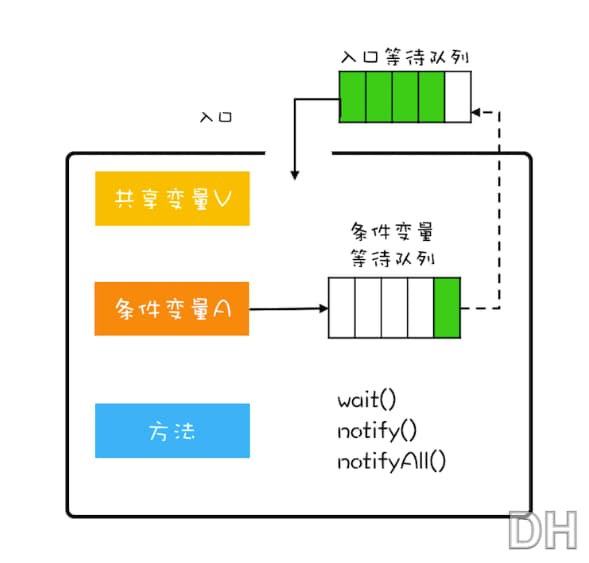 入口等待队列
入口
共享变量V
条件变量
等待队列
条件变量A
方法
wait()
notify()
notifyAll()
DH